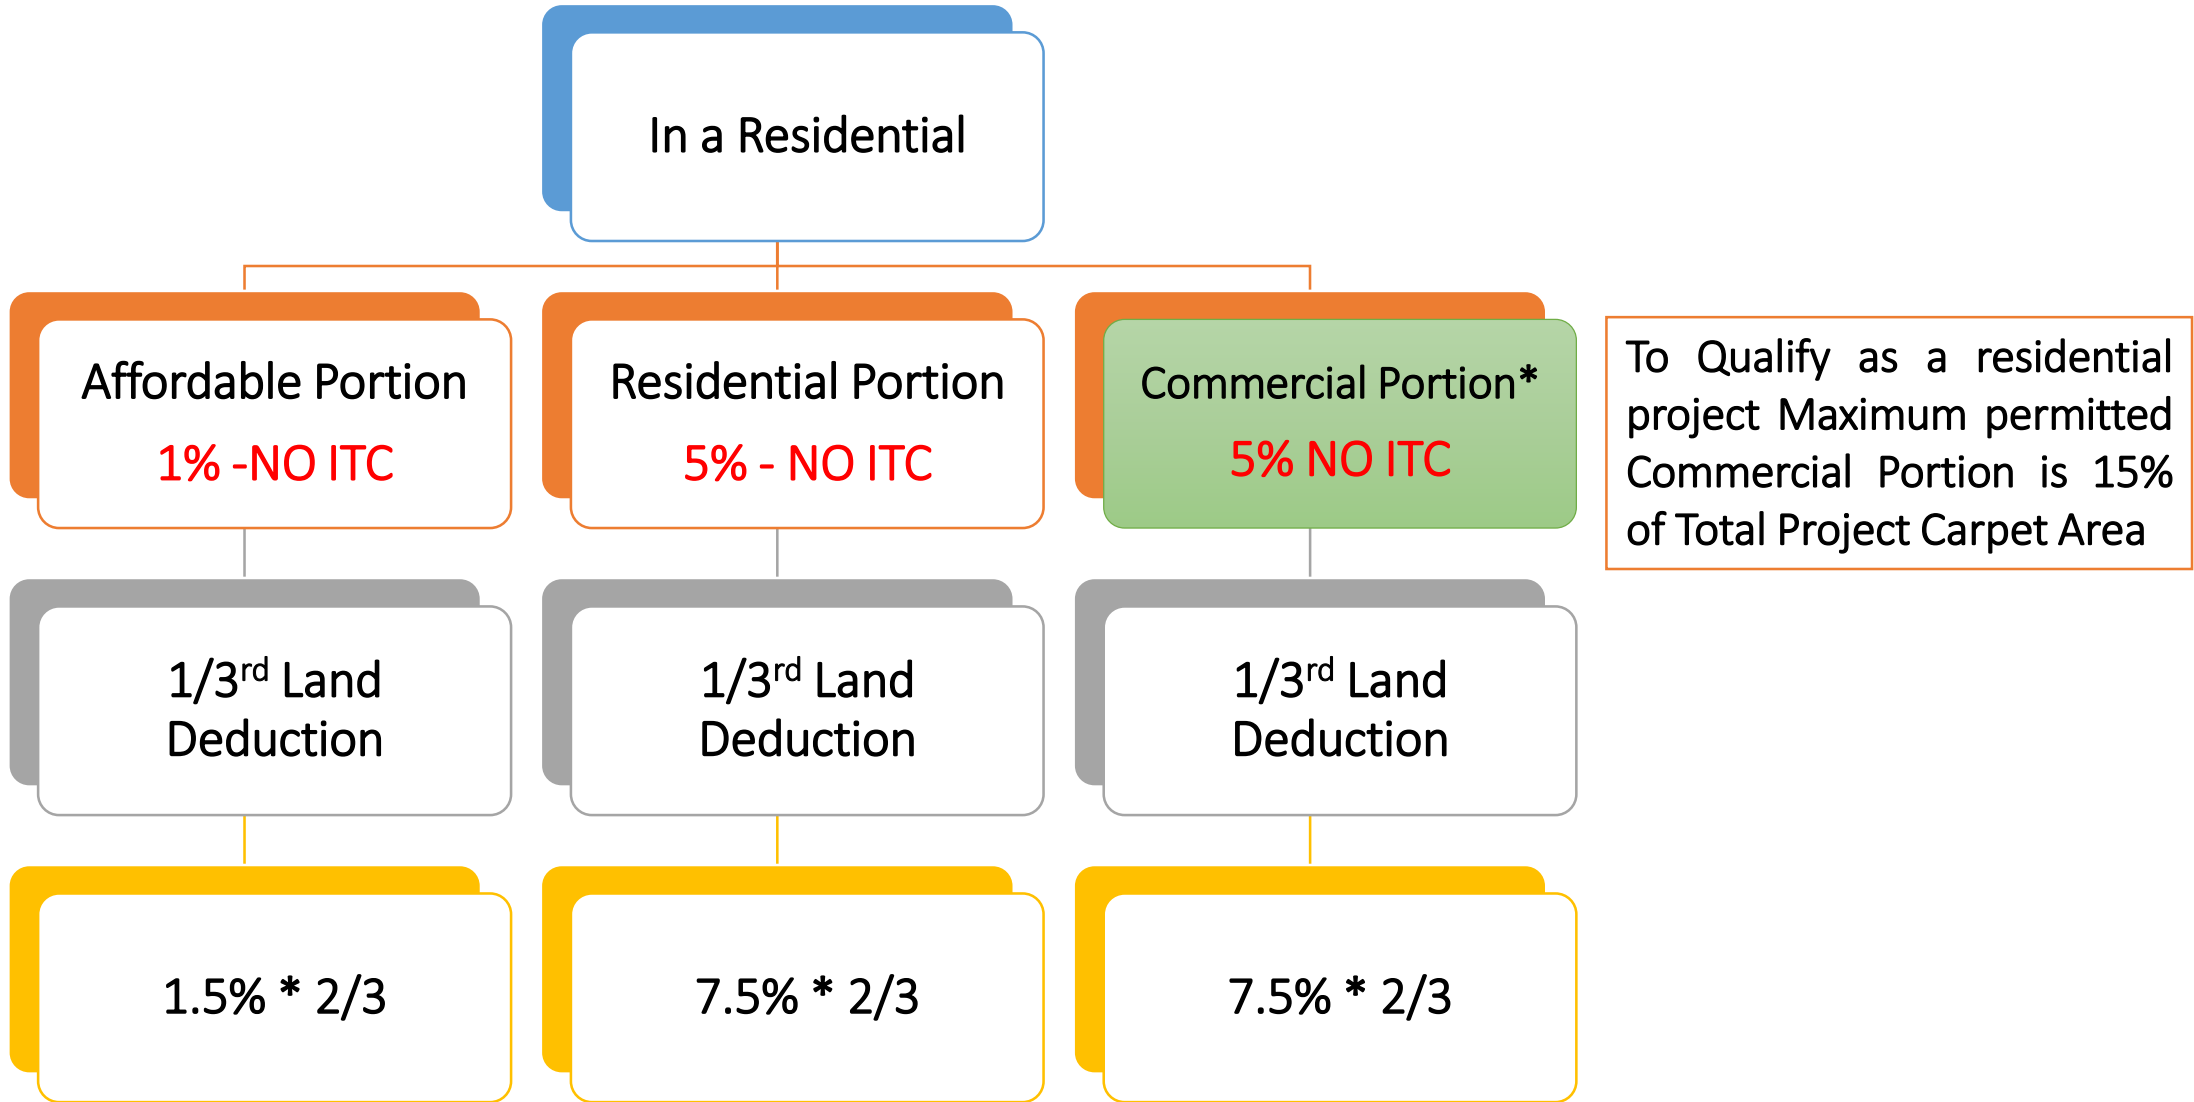 In a Residential
Affordable Portion
1% -NO ITC
Residential Portion
5% - NO ITC
Commercial Portion*
5% NO ITC
To Qualify as a residential
project Maximum permitted
Commercial Portion is 15%
of Total Project Carpet Area
1/3rd Land
Deduction
1/3rd Land
Deduction
1/3rd Land
Deduction
1.5% * 2/3
7.5% * 2/3
7.5% * 2/3